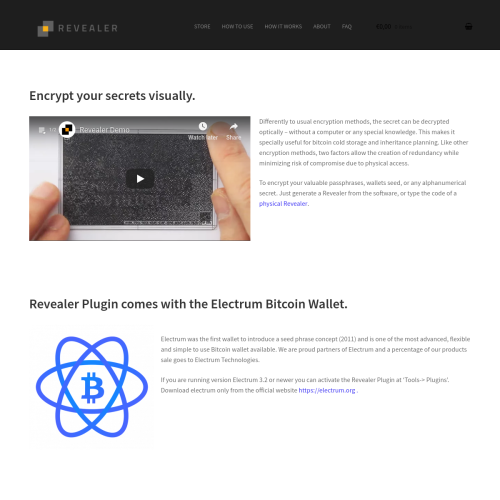 REVEALER
STORE HOW TO USE HOW IT WORKS ABOUT FAQ
Encrypt your secrets visually.
Revealer Demo ...
Watch later Share
Differently to usual encryption methods, the secret can be decrypted
optically – without a computer or any special knowledge. This makes it
specially useful for bitcoin cold storage and inheritance planning. Like other
encryption methods, two factors allow the creation of redundancy while
minimizing risk of compromise due to physical access.
To encrypt your valuable passphrases, wallets seed, or any alphanumerical
secret. Just generate a Revealer from the software, or type the code of a
physical Revealer.
Revealer Plugin comes with the Electrum Bitcoin Wallet.
Electrum was the first wallet to introduce a seed phrase concept (2011) and is one of the most advanced, flexible
and simple to use Bitcoin wallet available. We are proud partners of Electrum and a percentage of our products
sale goes to Electrum Technologies.
If you are running version Electrum 3.2 or newer you can activate the Revealer Plugin at 'Tools-> Plugins'.
Download electrum only from the official website https://electrum.org .